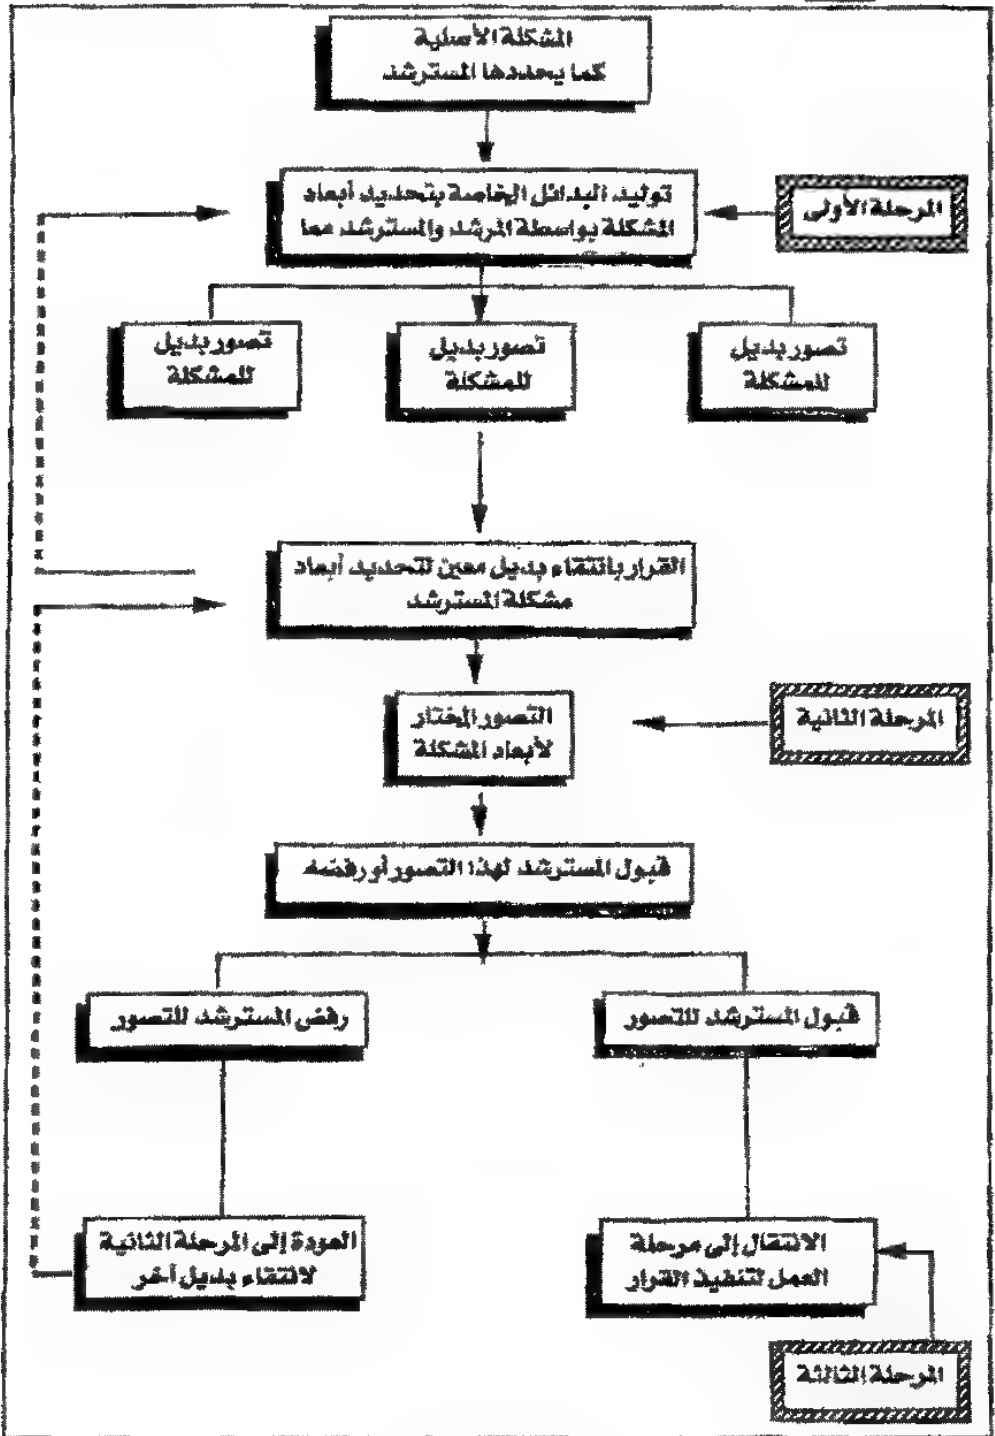 المشكلة الأصلية
كما يحددها المسترشد
توليد البدائل الخاصة بتحديد أبعاد
المشكلة بواسطة المرشد والمسترشد معا
المرحلة الأولى
تصور بديل
للمشكلة
تصور بديل
للمشكلة
تصور بديل
للمشكلة
القرار بانتقاء بديل معين لتحديد أبعاد
مشكلة المسترشد
التصور المختار
لأبعاد المشكلة
المرحلة الثانية
قبول المسترشد لهذا التصور أو رفضه
قبول المسترشد للتصور
رفض المسترشد للتصور
الانتقال إلى مرحلة
العمل لتنفيذ القرار
العودة إلى المرحلة الثانية
لانتقاء بديل آخر
المرحلة الثالثة